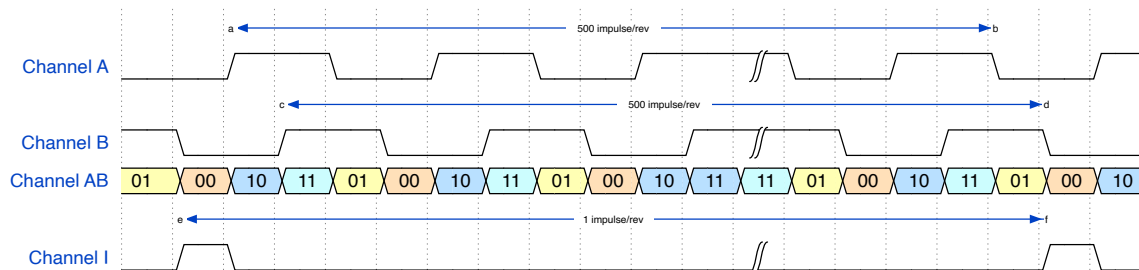 a 500 impulse/rev b
Channel A
c 500 impulse/rev d
Channel B
Channel AB 01 00 10 11 01 00 10 11 01 00 10 11 11 01 00 10 11 01 00 10
e 1 impulse/rev f
Channel I